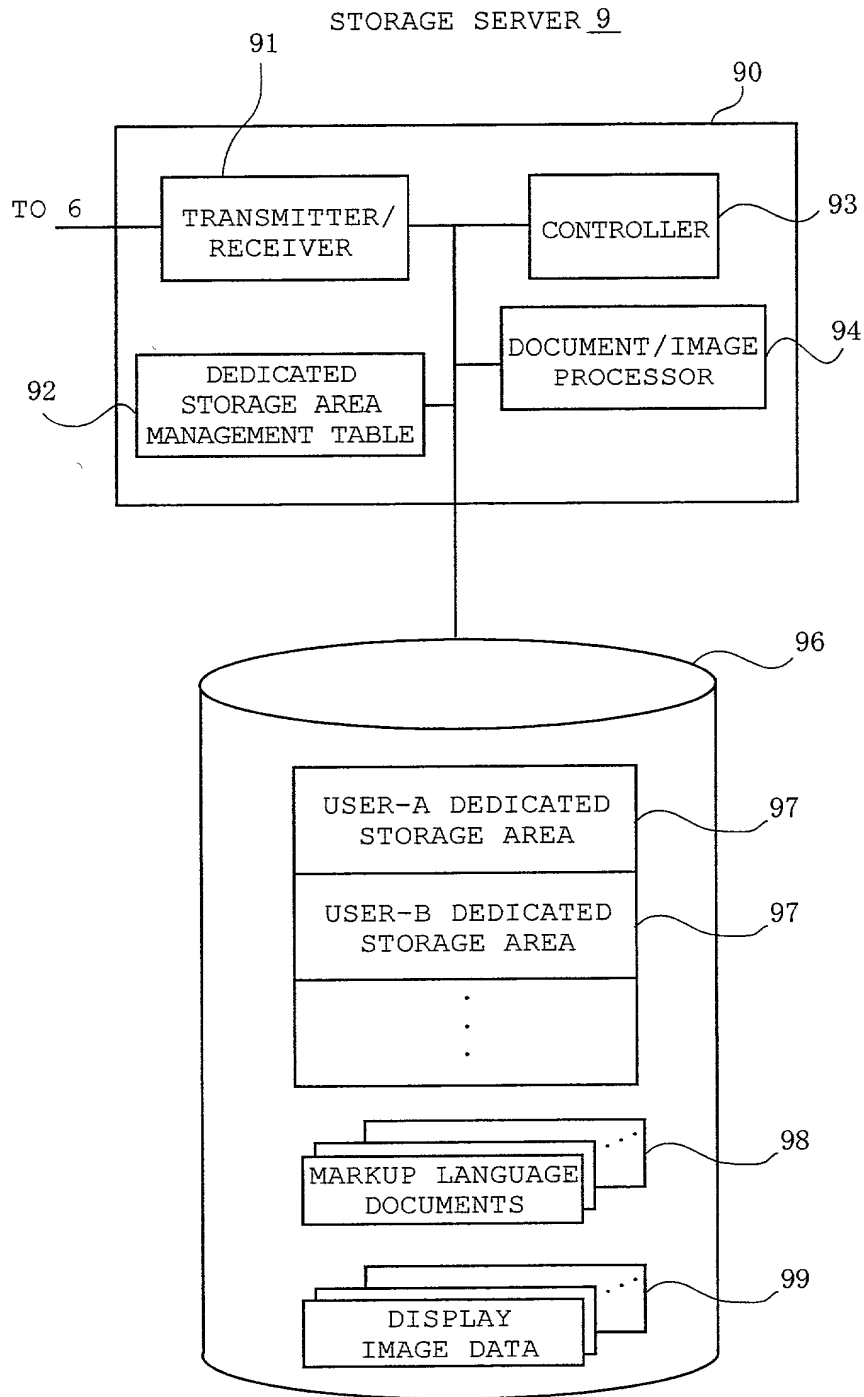 STORAGE SERVER 9
91
90
TO 6
TRANSMITTER/
RECEIVER
CONTROLLER
93
92
DEDICATED
STORAGE AREA
MANAGEMENT TABLE
DOCUMENT/IMAGE
PROCESSOR
94
96
USER-A DEDICATED
STORAGE AREA
97
USER-B DEDICATED
STORAGE AREA
97
MARKUP LANGUAGE
DOCUMENTS
98
DISPLAY
IMAGE DATA
99